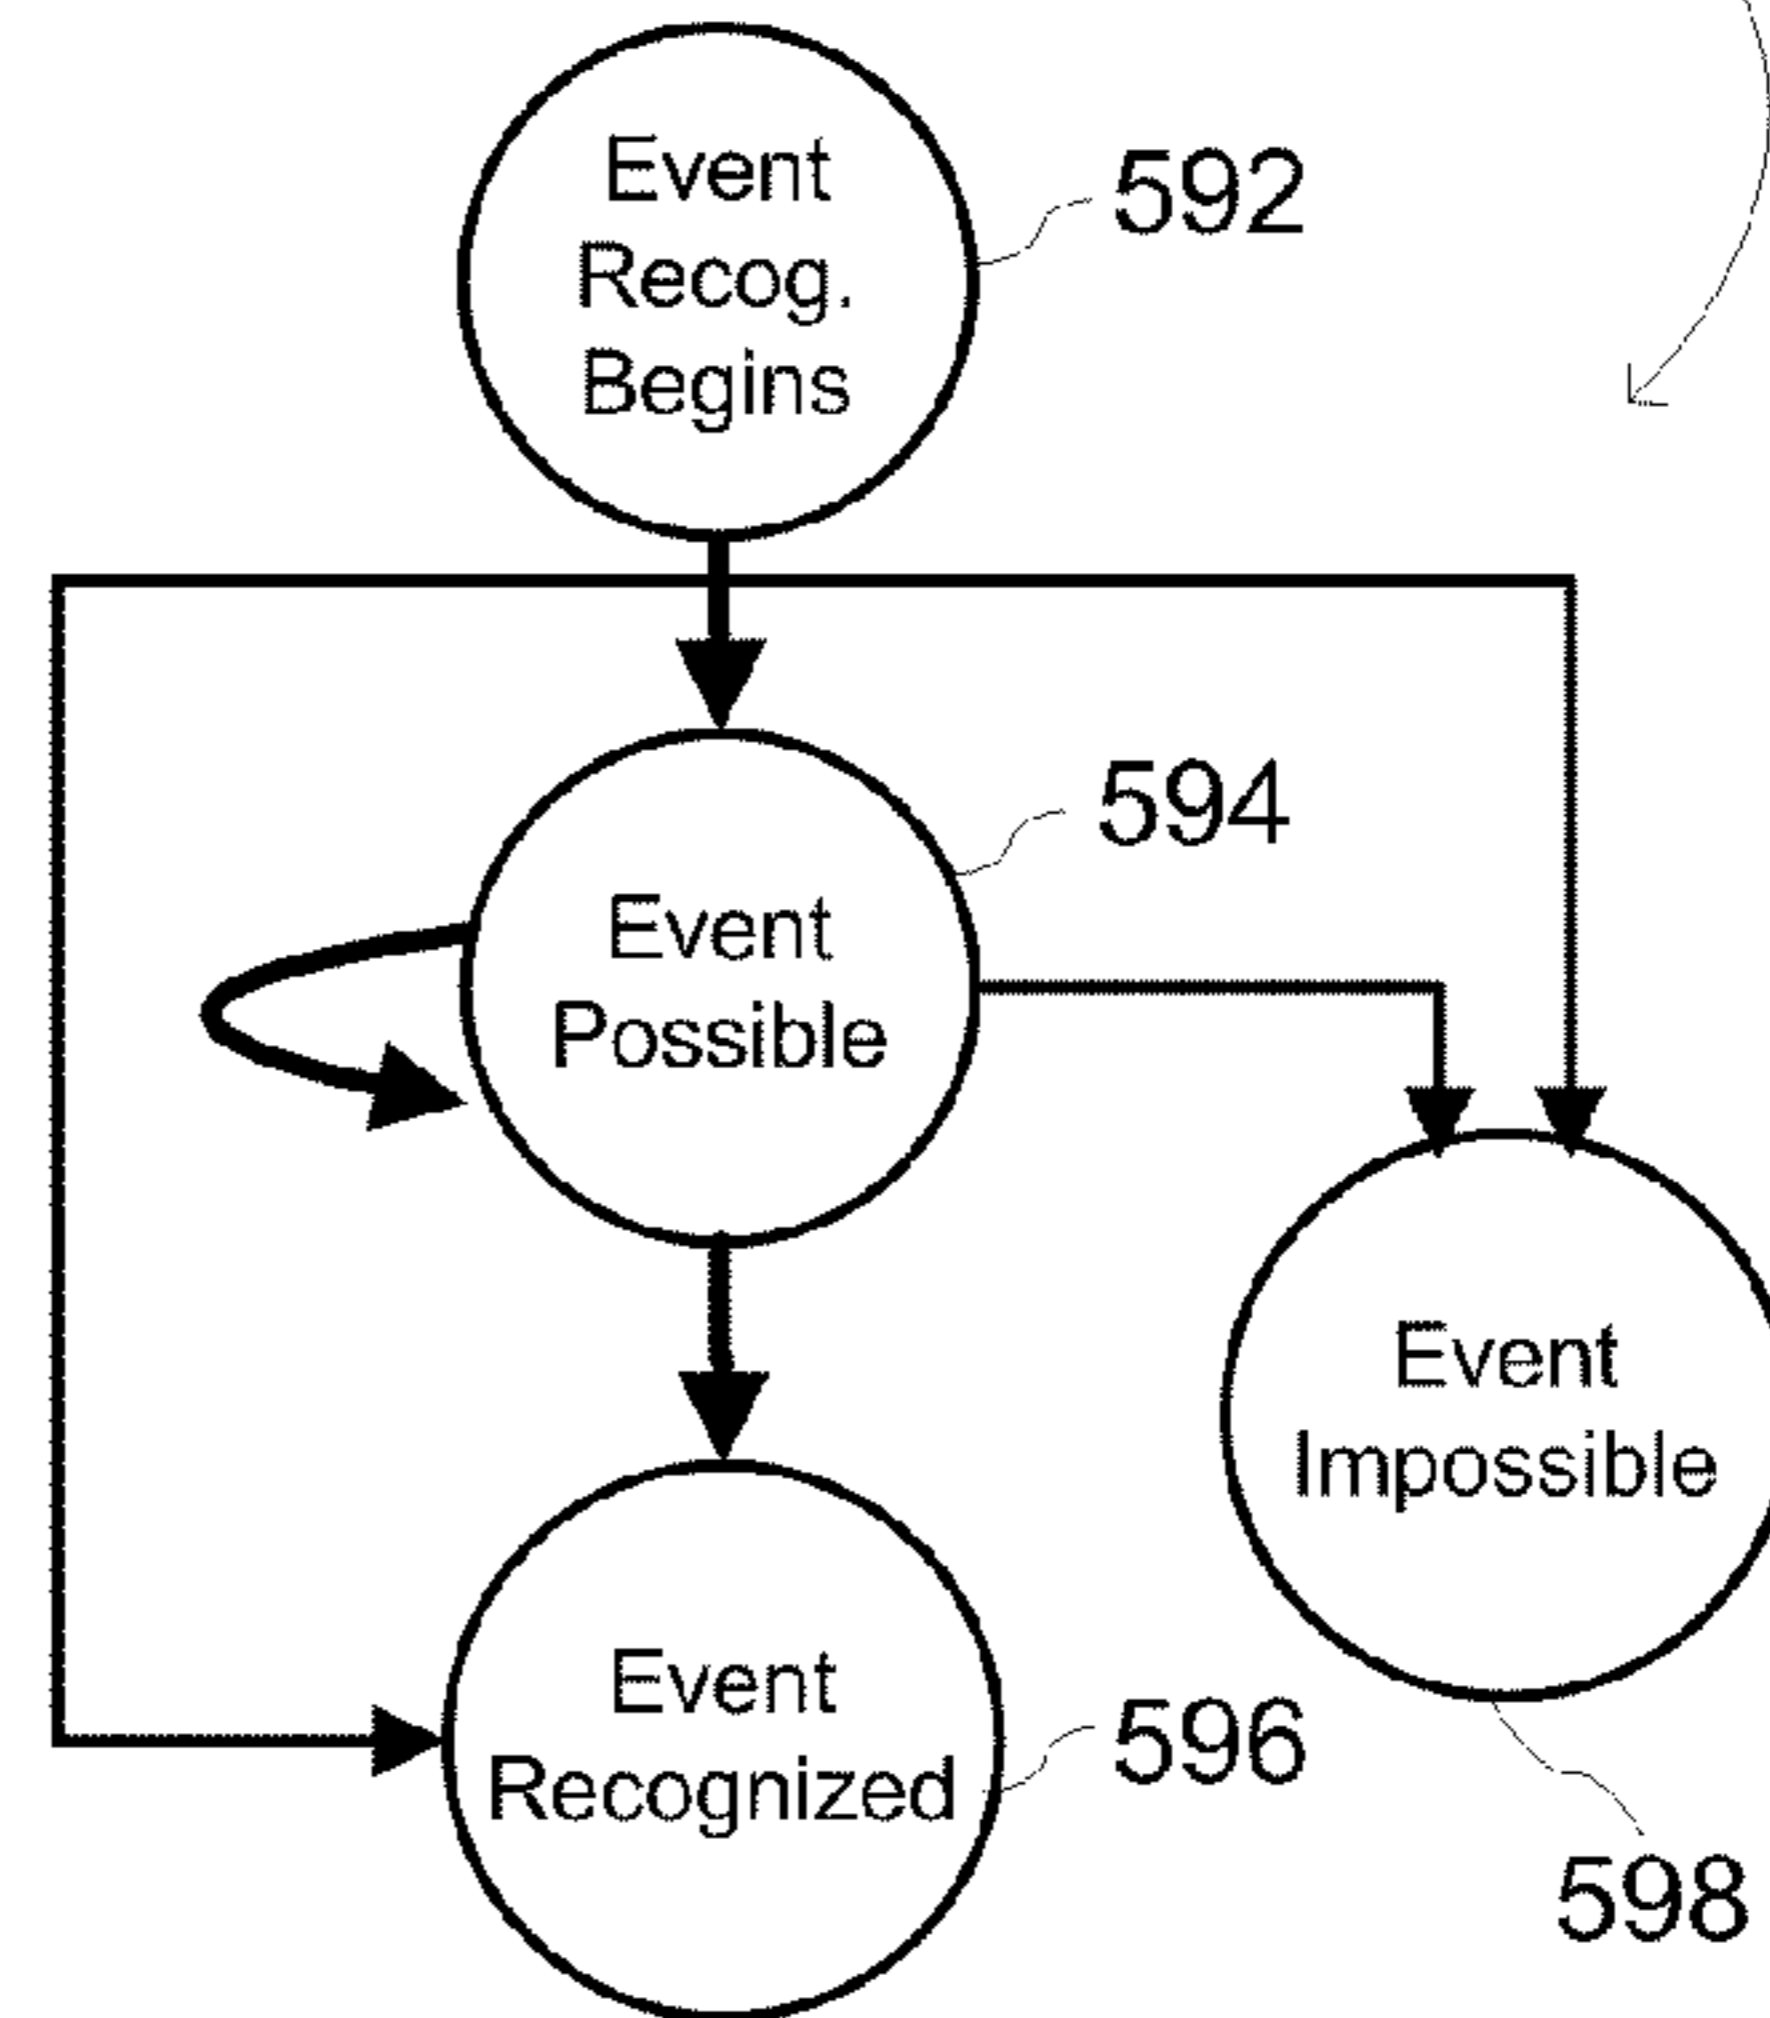 Event
Recog.
Begins
592
594
Event
Possible
Event
Impossible
Event
Recognized
596
598